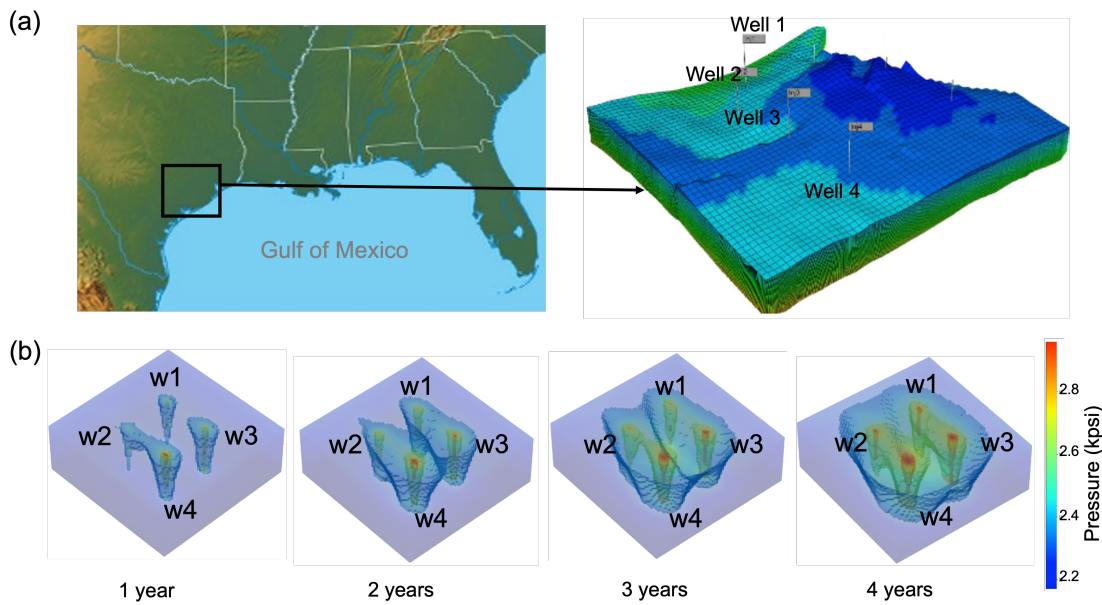 (a)
Well 1
Well 2
Well 3
inj3
inj4
Well 4
Gulf of Mexico
(b)
w1
w2
w3
w4
1 year
w1
w2
w3
w4
2 years
w1
w2
w3
w4
3 years
w1
w2
w3
w4
4 years
2.8
2.6
2.4
2.2
Pressure (kpsi)